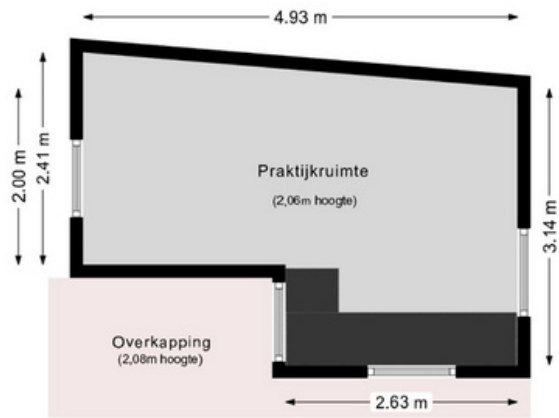 4.93 m
2.00 m
2.41 m
Praktijkruimte
(2,06m hoogte)
3.14 m
Overkapping
(2,08m hoogte)
2.63 m